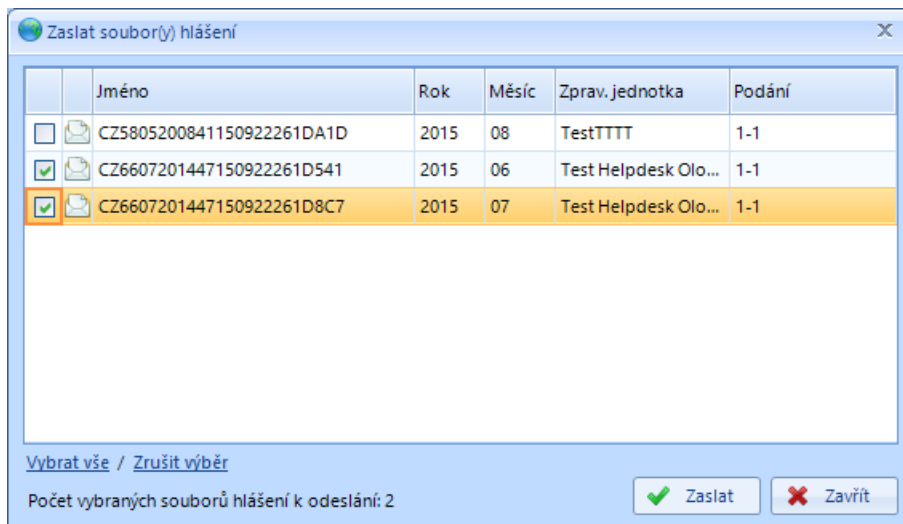 Zaslat soubor(y) hlášení
Jméno Rok Měsíc Zprav. jednotka Podání
CZ5805200841150922261DA1D 2015 08 TestTTTT 1-1
CZ6607201447150922261D541 2015 06 Test Helpdesk Olo... 1-1
CZ6607201447150922261D8C7 2015 07 Test Helpdesk Olo... 1-1
Vybrat vše / Zrušit výběr
Počet vybraných souborů hlášení k odeslání: 2 Zaslat Zavřít